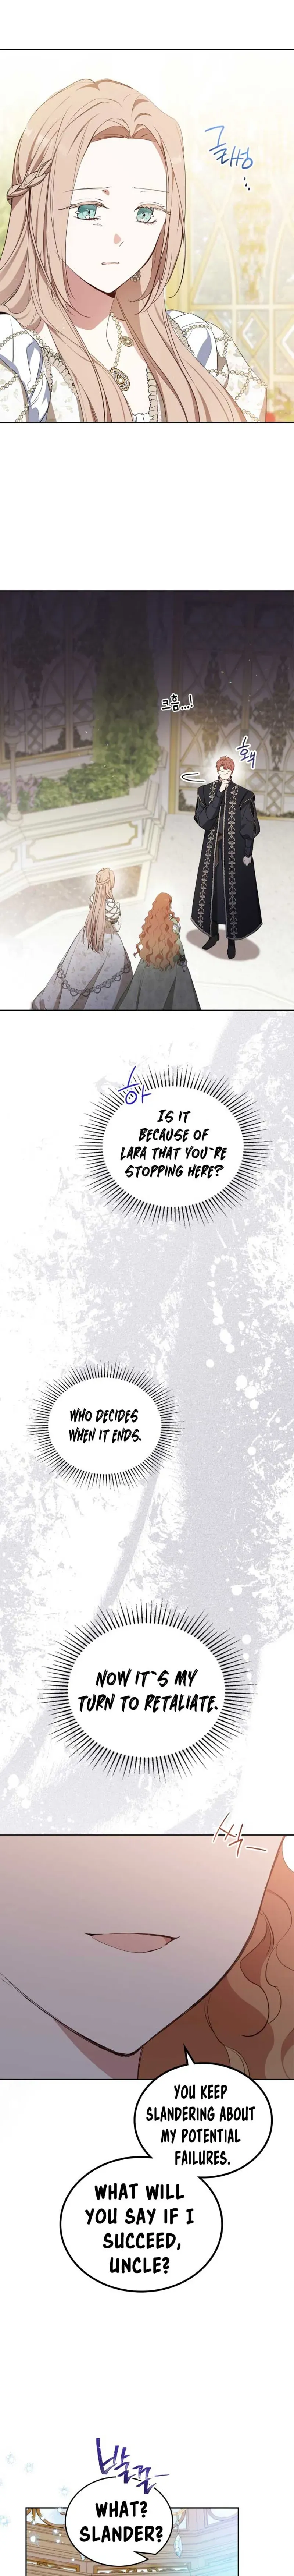 글썽
크흠...!
홱
하
IS IT
BECAUSE OF
LARA THAT YOU`RE
STOPPING HERE?
WHO DECIDES
WHEN IT ENDS.
NOW IT`S MY
TURN TO RETALIATE.
YOU KEEP
SLANDERING ABOUT
MY POTENTIAL
FAILURES.
WHAT WILL
YOU SAY IF I
SUCCEED,
UNCLE?
발끈
WHAT?
SLANDER?